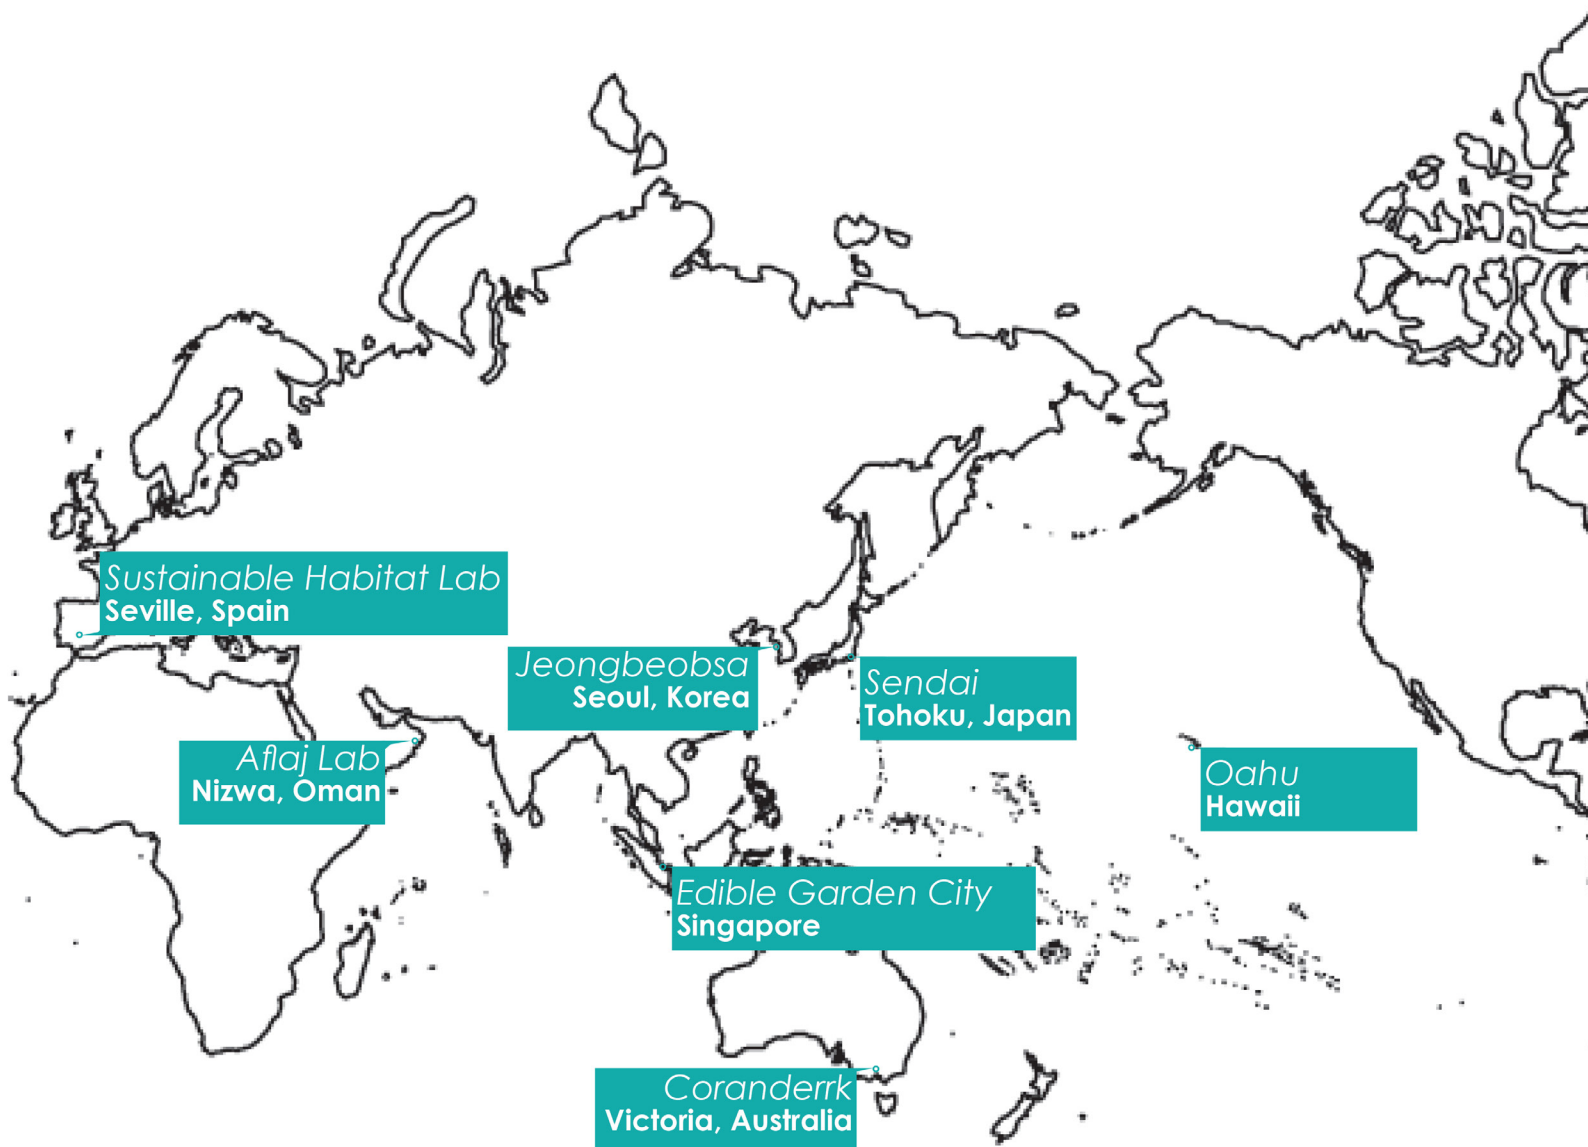 Sustainable Habitat Lab
Seville, Spain
Jeongbeobsa
Seoul, Korea
Sendai
Tohoku, Japan
Aflaj Lab
Nizwa, Oman
Oahu
Hawaii
Edible Garden City
Singapore
Coranderrk
Victoria, Australia